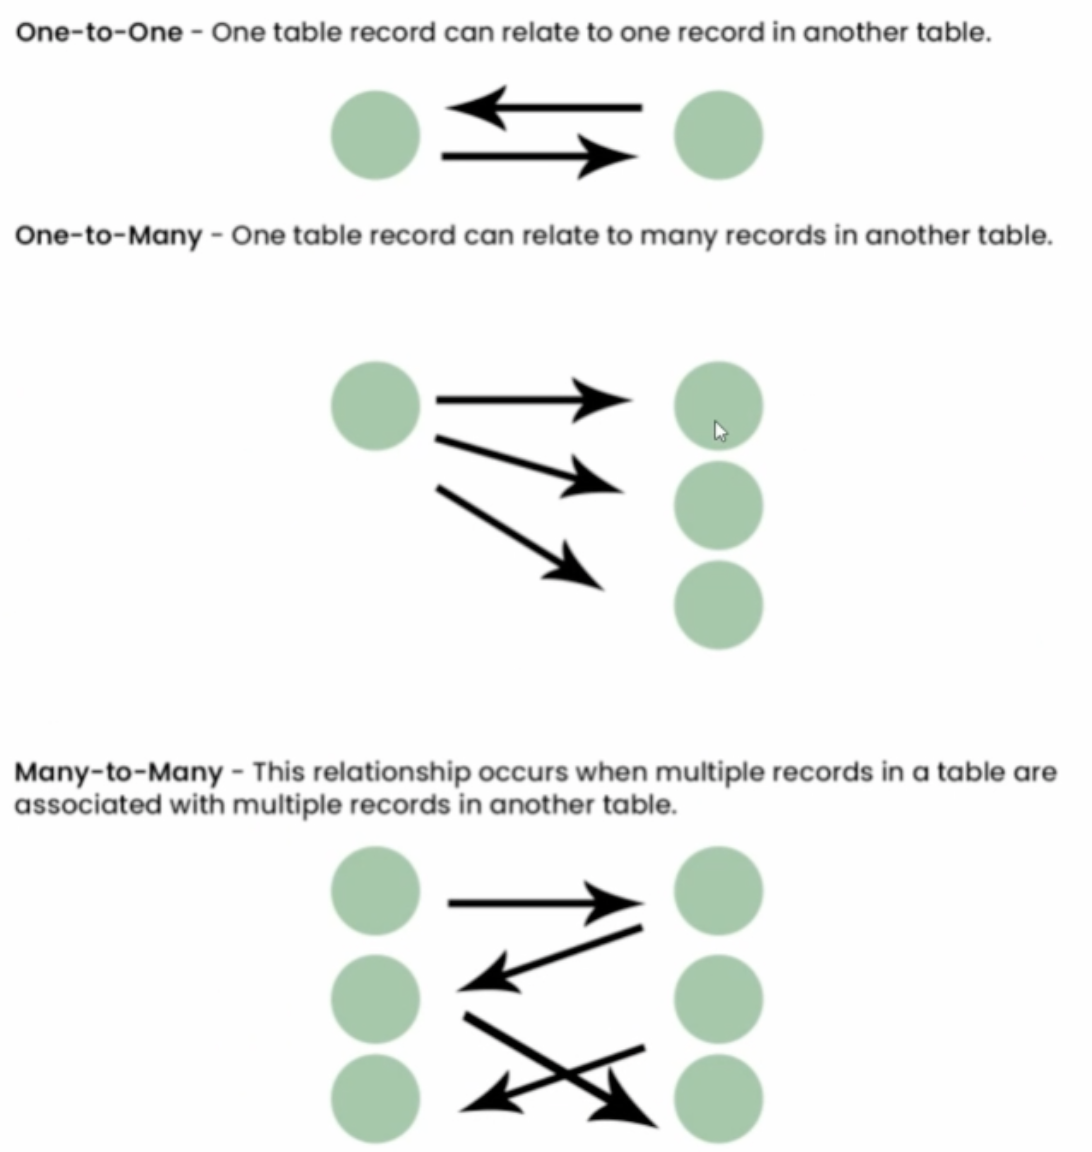 One-to-One - One table record can relate to one record in another table.
One-to-Many - One table record can relate to many records in another table.
Many-to-Many - This relationship occurs when multiple records in a table are
associated with multiple records in another table.